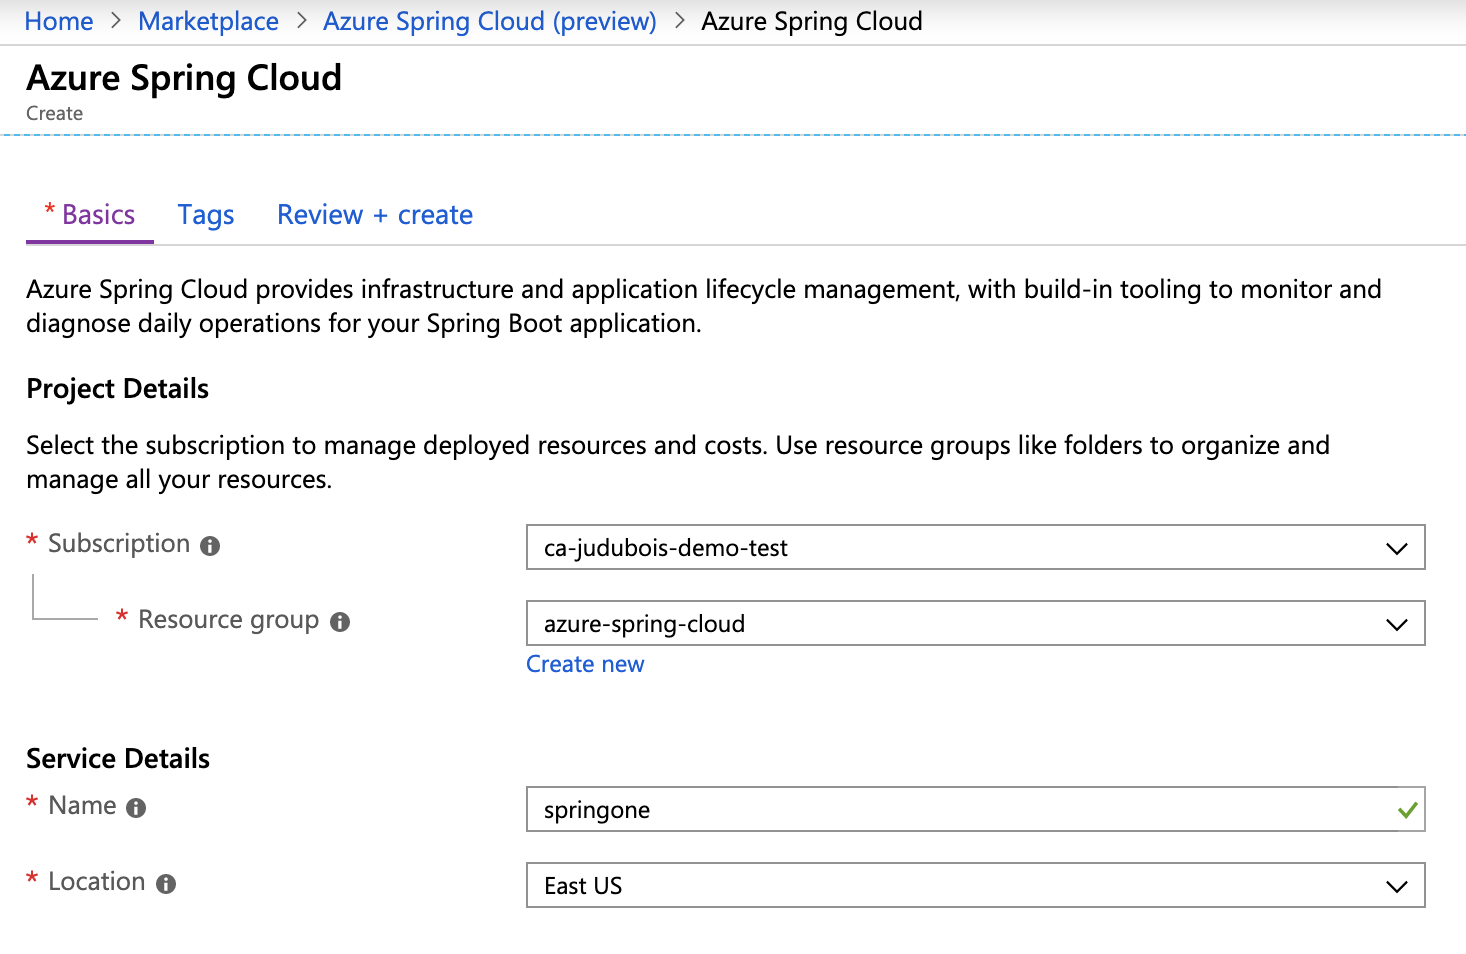 Home > Marketplace > Azure Spring Cloud (preview) > Azure Spring Cloud
Azure Spring Cloud
Create
* Basics Tags Review + create
Azure Spring Cloud provides infrastructure and application lifecycle management, with build-in tooling to monitor and
diagnose daily operations for your Spring Boot application.
Project Details
Select the subscription to manage deployed resources and costs. Use resource groups like folders to organize and
manage all your resources.
* Subscription ca-judubois-demo-test
* Resource group azure-spring-cloud
Create new
Service Details
* Name springone
* Location East US